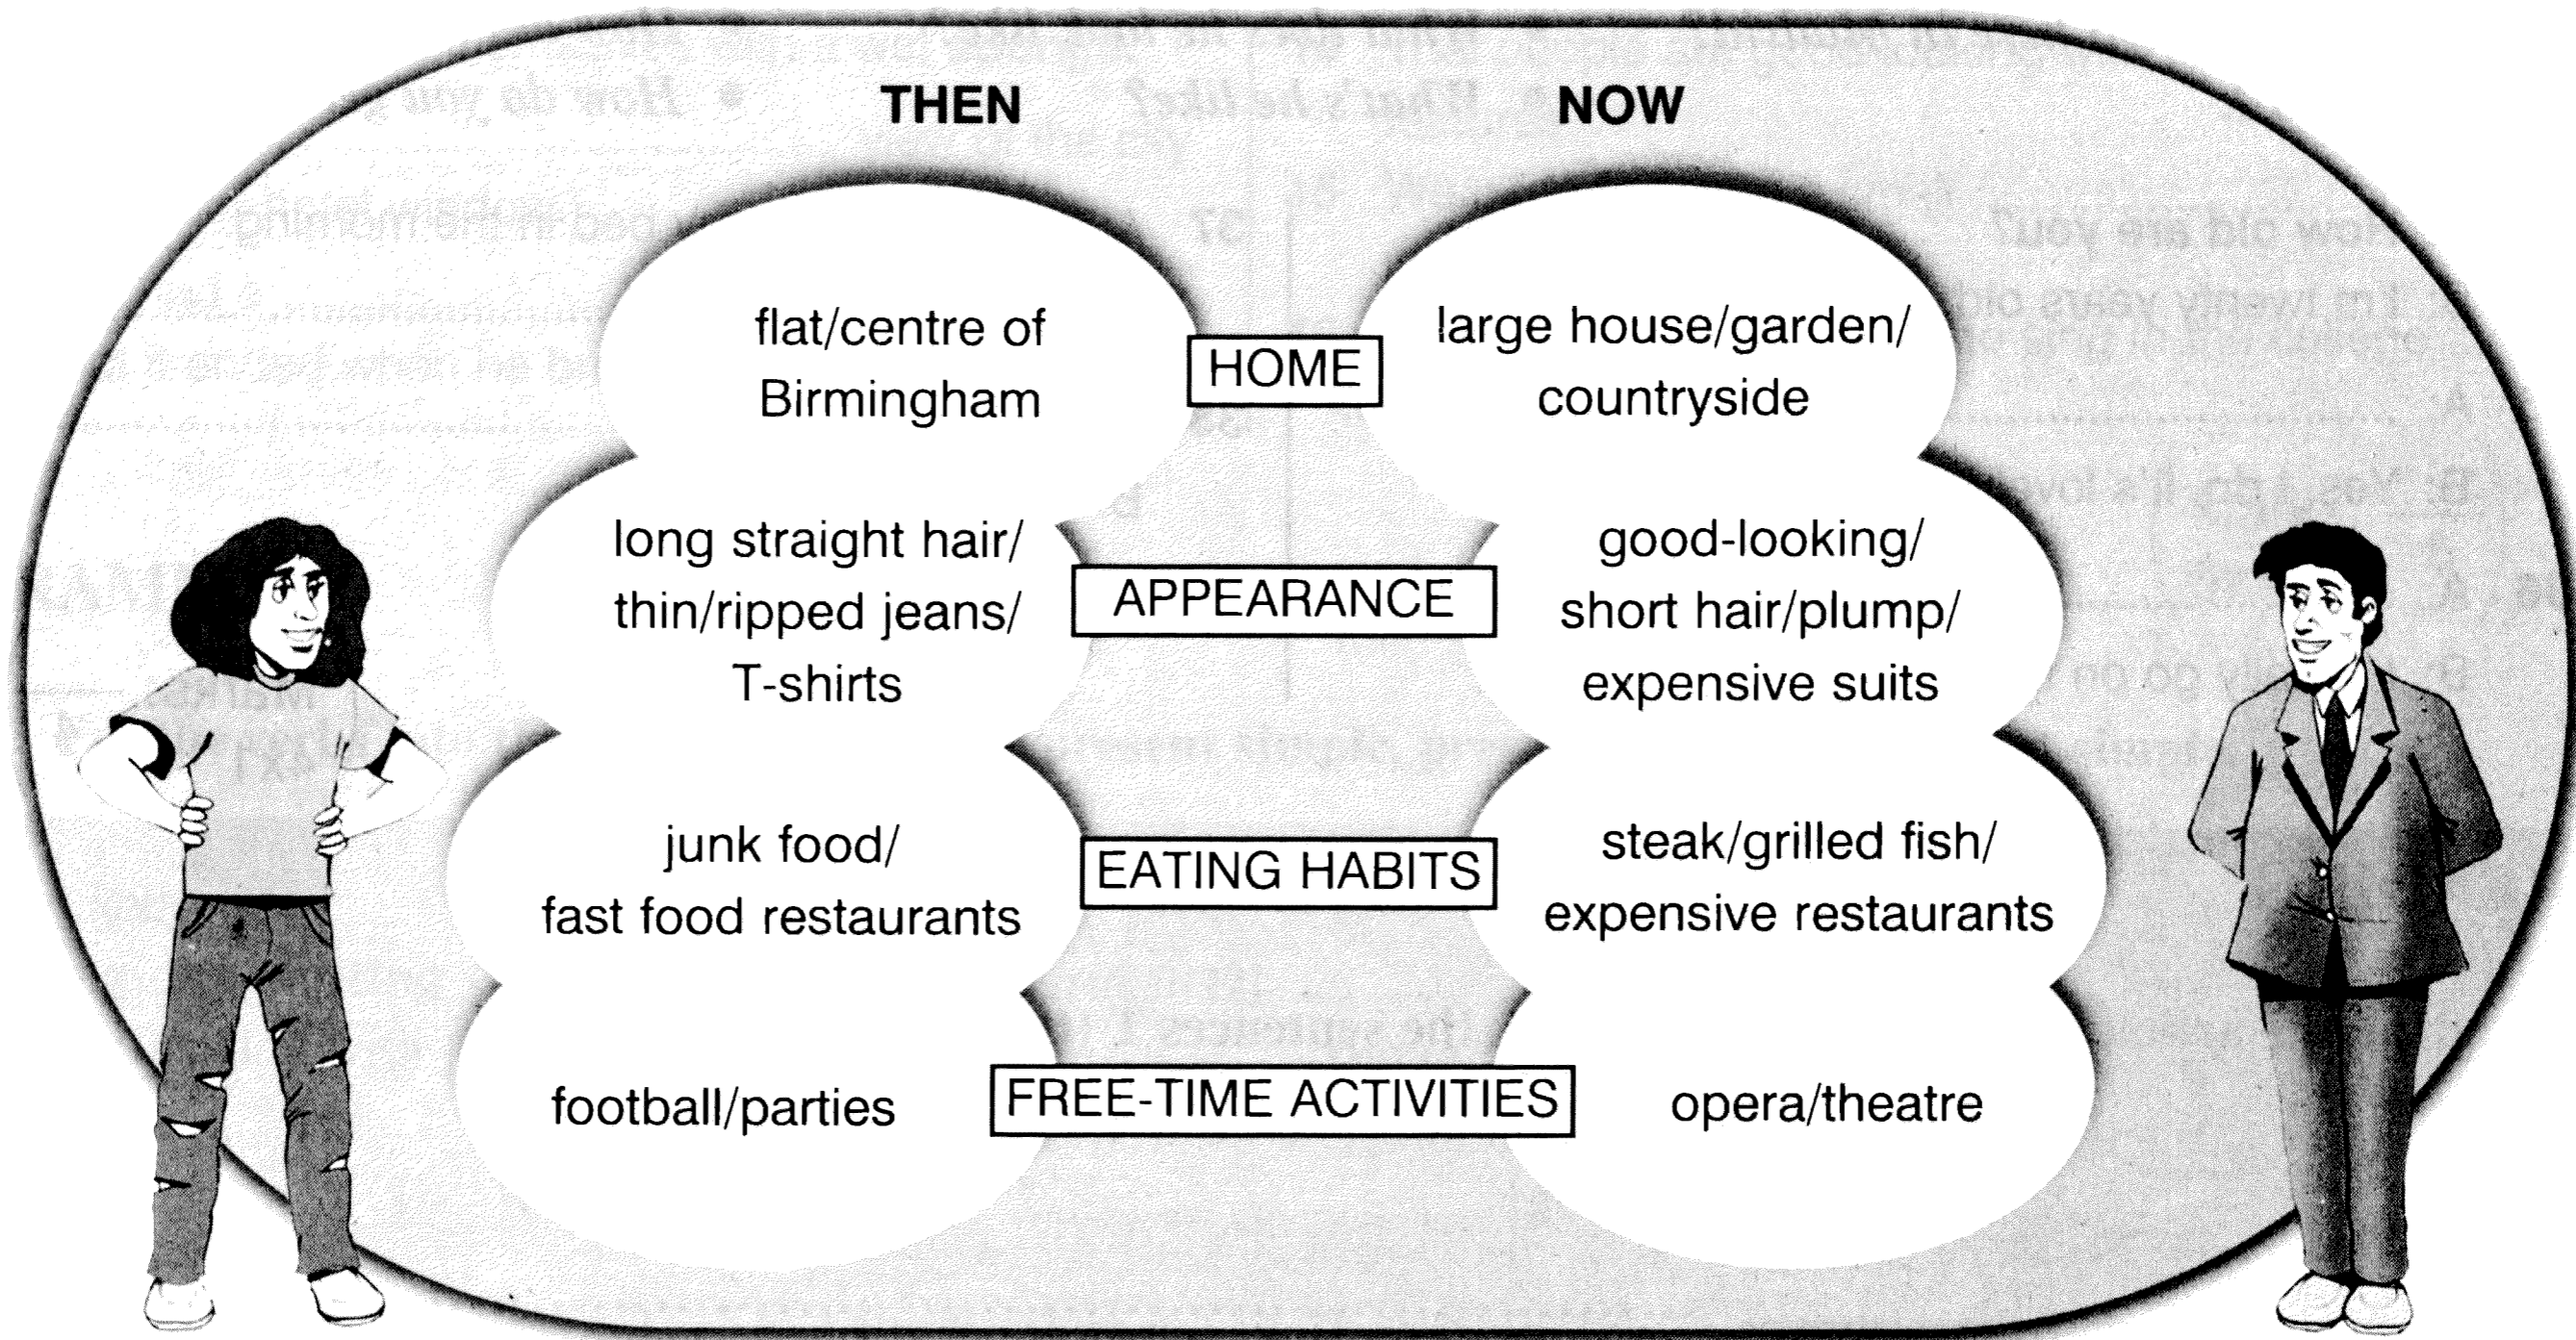 THEN
NOW
flat/centre of
Birmingham
HOME
large house/garden/
countryside
long straight hair/
thin/ripped jeans/
T-shirts
APPEARANCE
good-looking/
short hair/plump/
expensive suits
junk food/
fast food restaurants
EATING HABITS
steak/grilled fish/
expensive restaurants
football/parties
FREE-TIME ACTIVITIES
opera/theatre